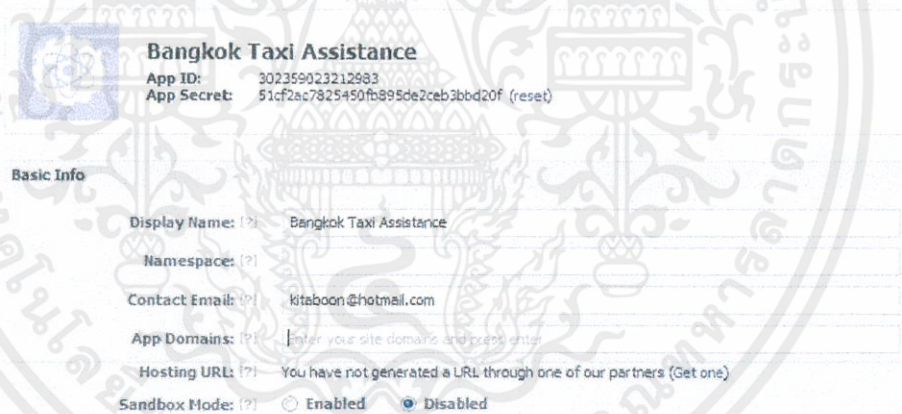 Bangkok Taxi Assistance
App ID: 302359023212983
App Secret: 51cf2ac7825450fb895de2ceb3bbd20f (reset)
Basic Info
Display Name: [?] Bangkok Taxi Assistance
Namespace: [?]
Contact Email: [?] kitaboon@hotmail.com
App Domains: [?] Enter your site domains and press enter
Hosting URL: [?] You have not generated a URL through one of our partners (Get one)
Sandbox Mode: [?] Enabled Disabled